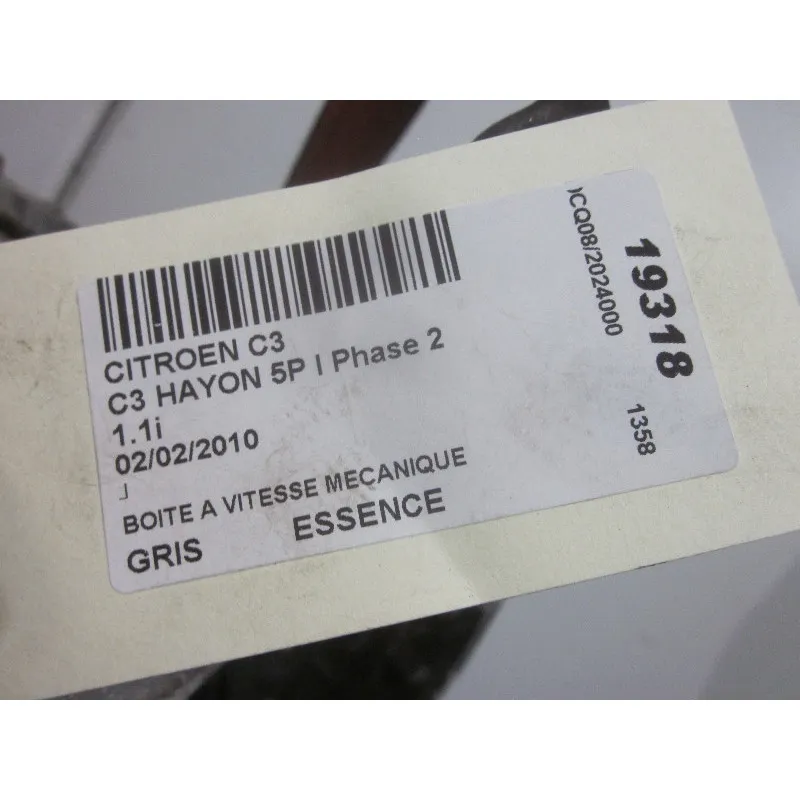 CITROEN C3
C3 HAYON 5P I Phase 2
1.1i
02/02/2010
BOITE A VITESSE MECANIQUE
GRIS ESSENCE
CQ08/2024000
19318
1358